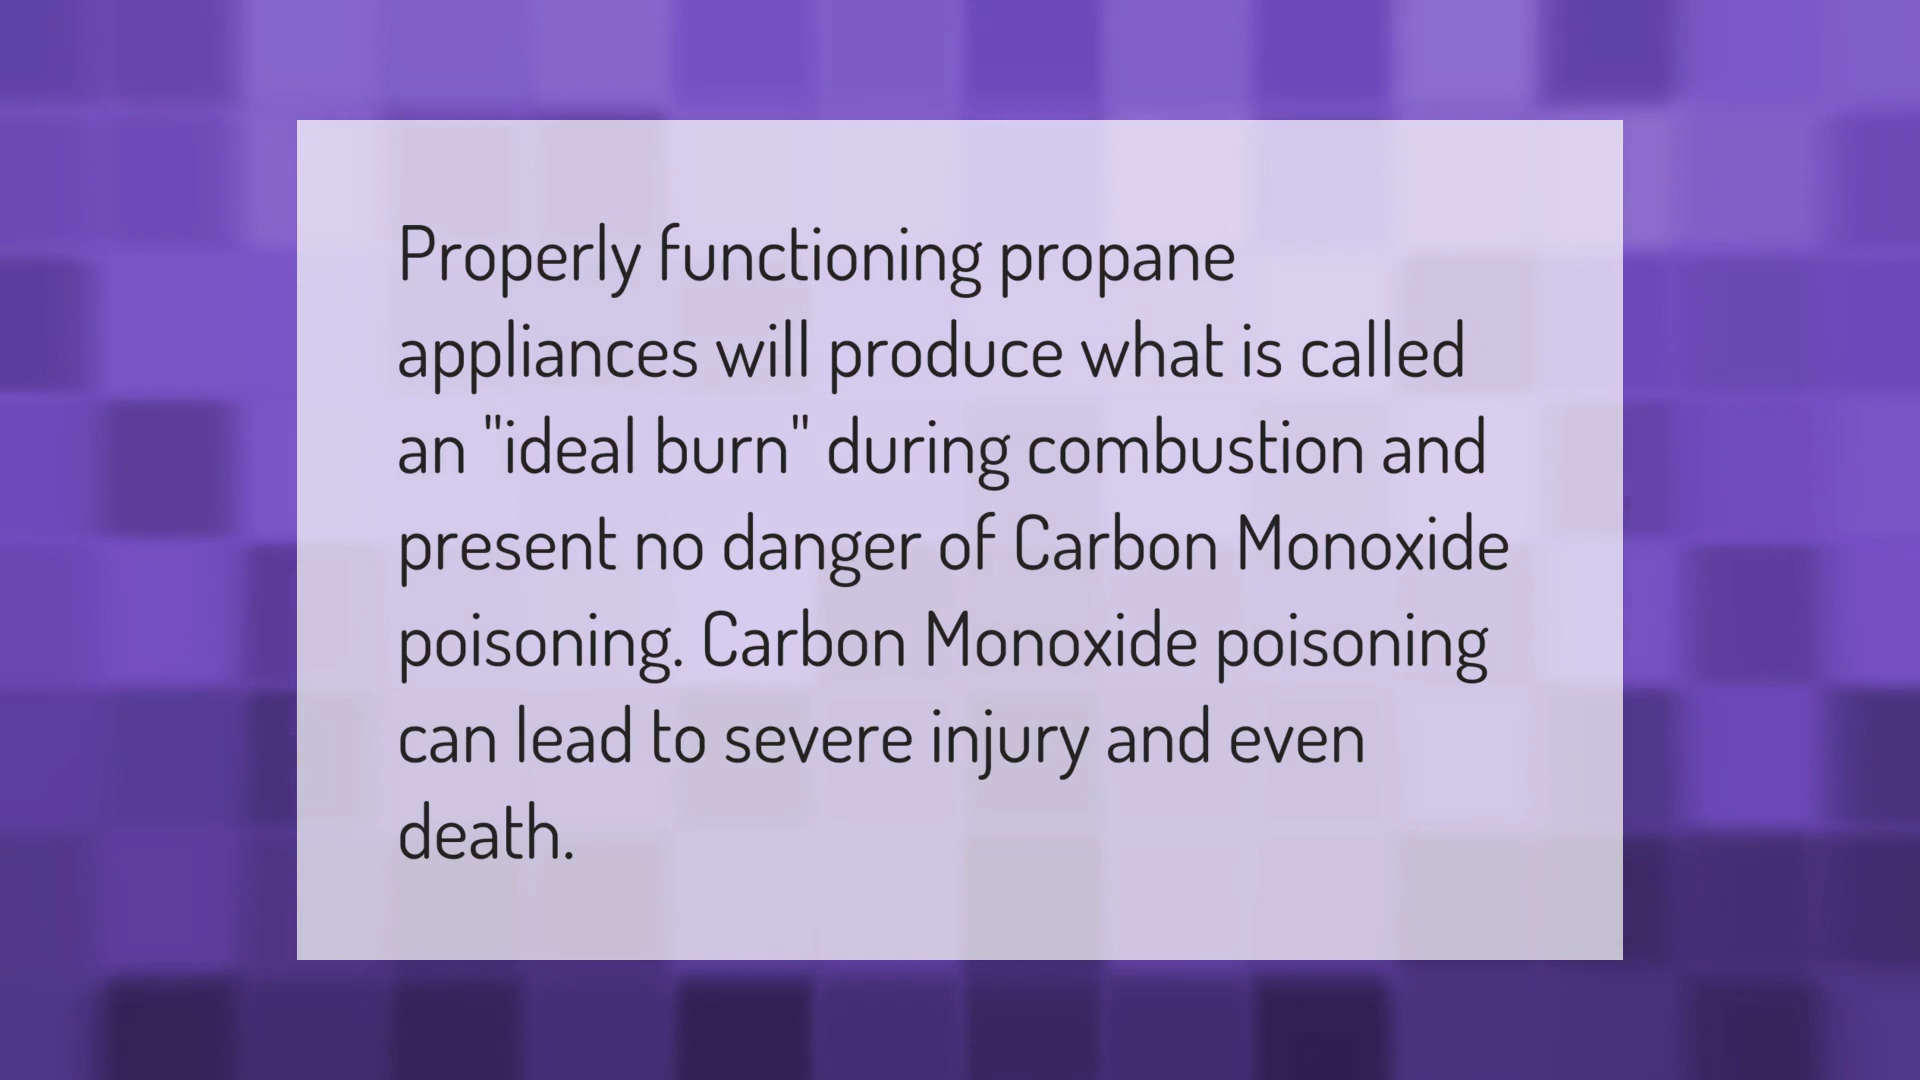 Properly functioning propane
appliances will produce what is called
an "ideal burn" during combustion and
present no danger of Carbon Monoxide
poisoning. Carbon Monoxide poisoning
can lead to severe injury and even
death.